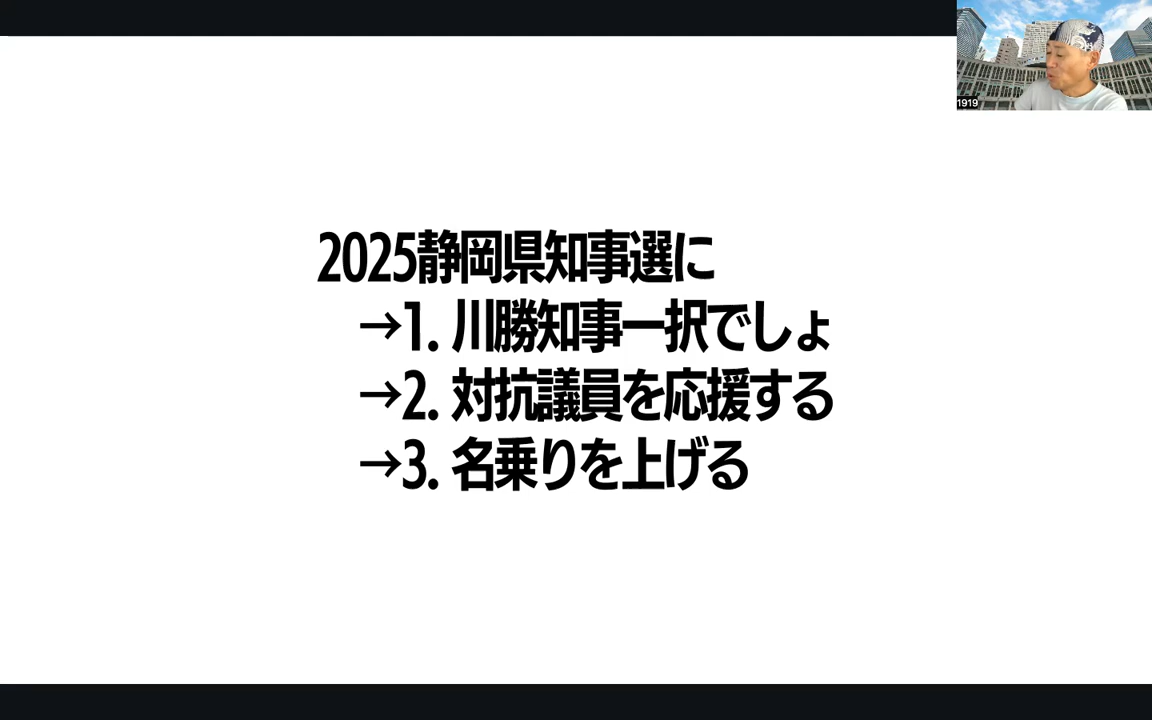 1919
2025静岡県知事選に
→1. 川勝知事一択でしょ
→2. 対抗議員を応援する
→3. 名乗りを上げる